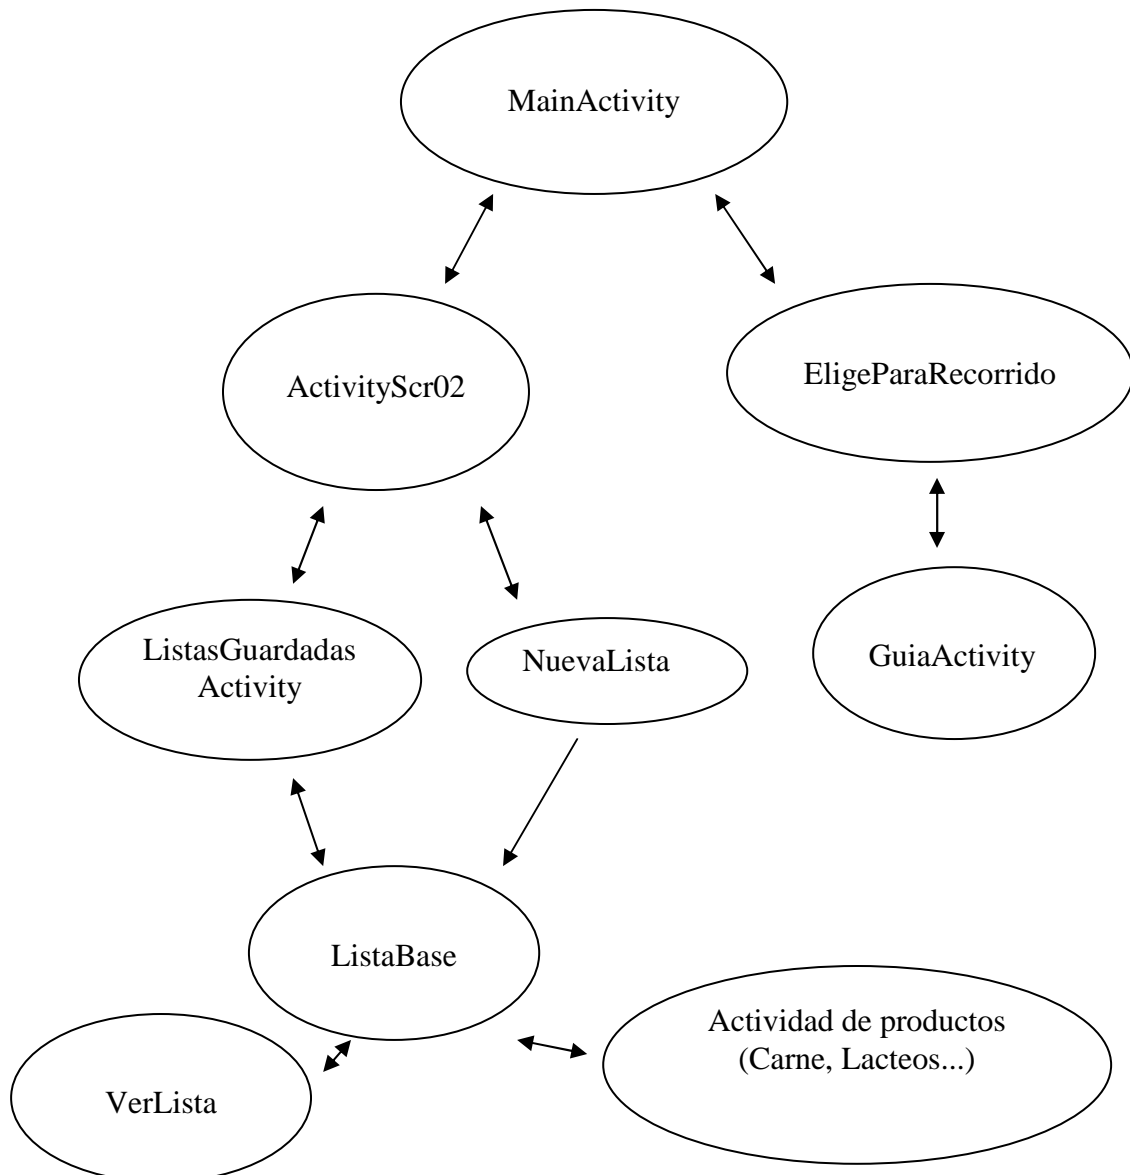 MainActivity
ActivityScr02
EligeParaRecorrido
ListasGuardadas
Activity
NuevaLista
GuiaActivity
ListaBase
Actividad de productos
(Carne, Lacteos...)
VerLista